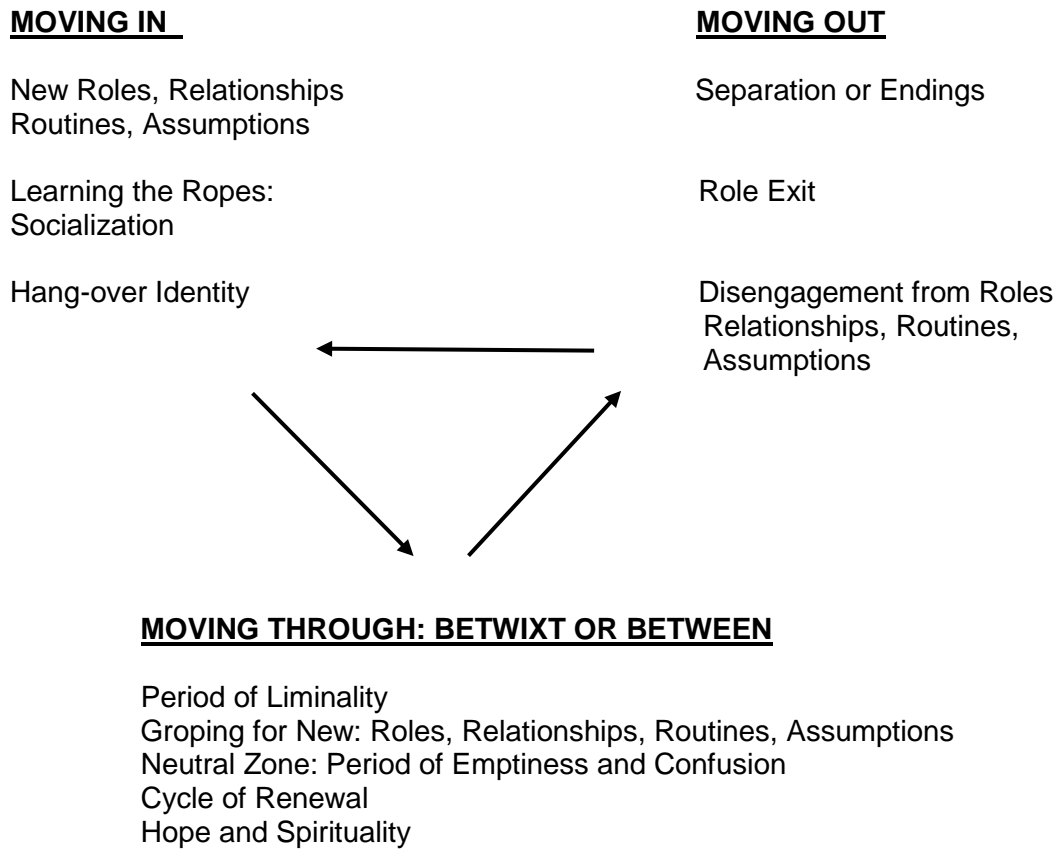 MOVING IN
New Roles, Relationships
Routines, Assumptions
Learning the Ropes:
Socialization
Hang-over Identity
MOVING OUT
Separation or Endings
Role Exit
Disengagement from Roles
Relationships, Routines,
Assumptions
MOVING THROUGH: BETWIXT OR BETWEEN
Period of Liminality
Groping for New: Roles, Relationships, Routines, Assumptions
Neutral Zone: Period of Emptiness and Confusion
Cycle of Renewal
Hope and Spirituality